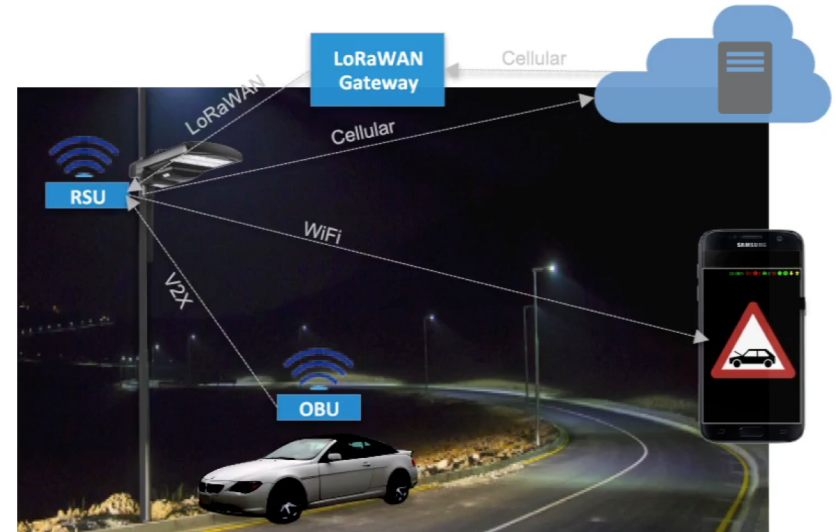 LoRaWAN
Gateway
Cellular
LoRaWAN
Cellular
RSU
WiFi
SAMSUNG
V2X
OBU